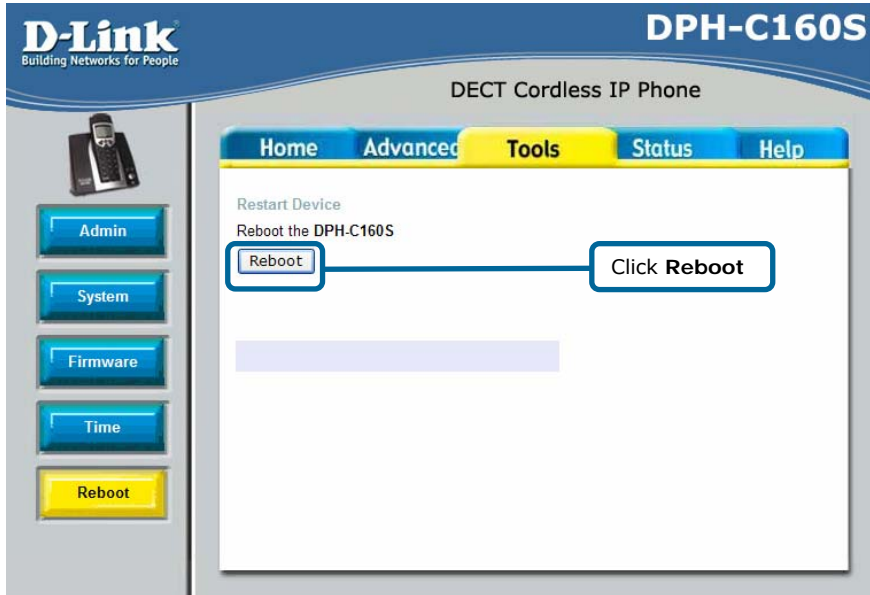 D-Link
Building Networks for People
DPH-C160S
DECT Cordless IP Phone
Home Advanced Tools Status Help
Admin
System
Firmware
Time
Reboot
Restart Device
Reboot the DPH-C160S
Reboot
Click Reboot